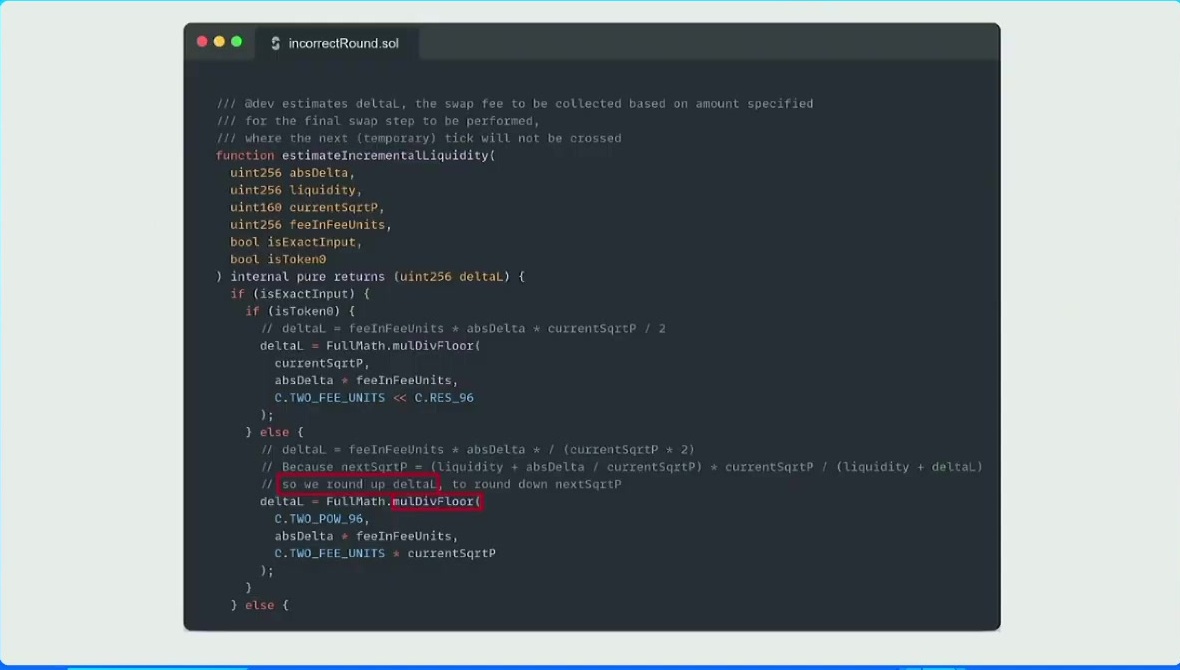 incorrectRound.sol
/// @dev estimates deltaL, the swap fee to be collected based on amount specified
/// for the final swap step to be performed,
/// where the next (temporary) tick will not be crossed
function estimateIncrementalLiquidity(
uint256 absDelta,
uint256 liquidity,
uint160 currentSqrtP,
uint256 feeInFeeUnits,
bool isExactInput,
bool isToken0
) internal pure returns (uint256 deltaL) {
if (isExactInput) {
if (isToken0) {
// deltaL = feeInFeeUnits * absDelta * currentSqrtP / 2
deltaL = FullMath.mulDivFloor(
currentSqrtP,
absDelta * feeInFeeUnits,
C.TWO_FEE_UNITS << C.RES_96
);
} else {
// deltaL = feeInFeeUnits * absDelta * / (currentSqrtP * 2)
// Because nextSqrtP = (liquidity + absDelta / currentSqrtP) * currentSqrtP / (liquidity + deltaL)
// so we round up deltaL, to round down nextSqrtP
deltaL = FullMath.mulDivFloor(
C.TWO_POW_96,
absDelta * feeInFeeUnits,
C.TWO_FEE_UNITS * currentSqrtP
);
}
} else {